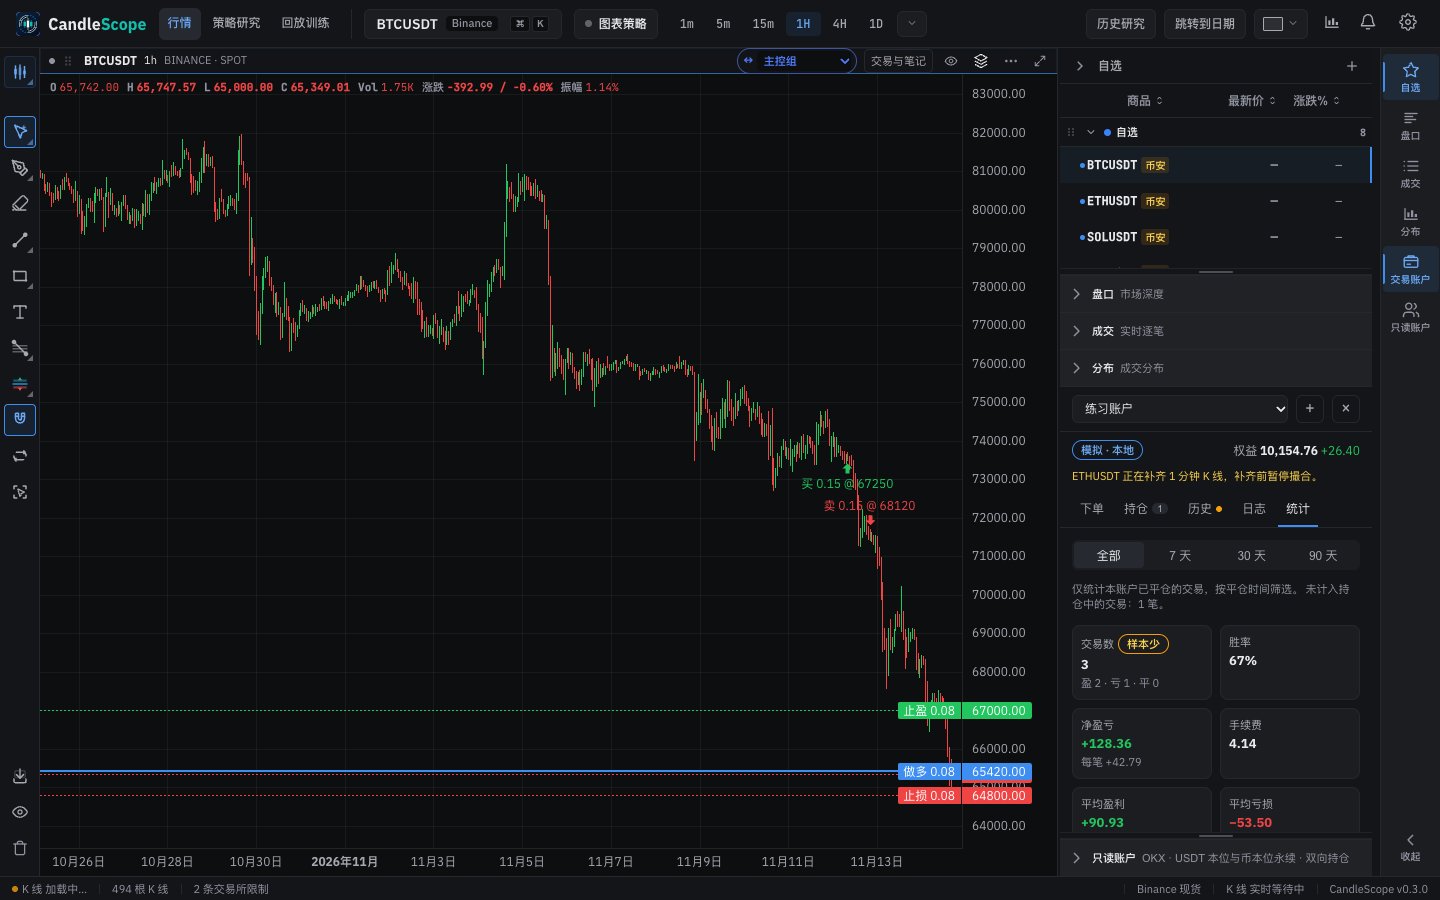 CandleScope 行情 策略研究 回放训练 BTCUSDT Binance ⌘ K 图表策略 1m 5m 15m 1H 4H 1D 历史研究 跳转到日期
BTCUSDT 1h BINANCE · SPOT 主控组 交易与笔记
O 65,742.00 H 65,747.57 L 65,000.00 C 65,349.01 Vol 1.75K 涨跌 -392.99 / -0.60% 振幅 1.14%
83000.00
82000.00
81000.00
80000.00
79000.00
78000.00
77000.00
76000.00
75000.00
74000.00
73000.00
72000.00
71000.00
70000.00
69000.00
68000.00
66000.00
64000.00
买 0.15 @ 67250
卖 0.15 @ 68120
止盈 0.08 67000.00
做多 0.08 65420.00
止损 0.08 64800.00
10月26日 10月28日 10月30日 2026年11月 11月3日 11月5日 11月7日 11月9日 11月11日 11月13日
自选
商品 最新价 涨跌%
自选 8
BTCUSDT 币安 — —
ETHUSDT 币安 — —
SOLUSDT 币安 — —
盘口 市场深度
成交 实时逐笔
分布 成交分布
练习账户 + ×
模拟 · 本地 权益 10,154.76 +26.40
ETHUSDT 正在补齐 1 分钟 K 线，补齐前暂停撮合。
下单 持仓 1 历史 日志 统计
全部 7 天 30 天 90 天
仅统计本账户已平仓的交易，按平仓时间筛选。 未计入持
仓中的交易：1 笔。
交易数 样本少
3
盈 2 · 亏 1 · 平 0
胜率
67%
净盈亏
+128.36
每笔 +42.79
手续费
4.14
平均盈利
+90.93
平均亏损
−53.50
只读账户 OKX · USDT 本位与币本位永续 · 双向持仓
自选
盘口
成交
分布
交易账户
只读账户
收起
K 线 加载中... 494 根 K 线 2 条交易所限制 Binance 现货 K 线 实时等待中 CandleScope v0.3.0